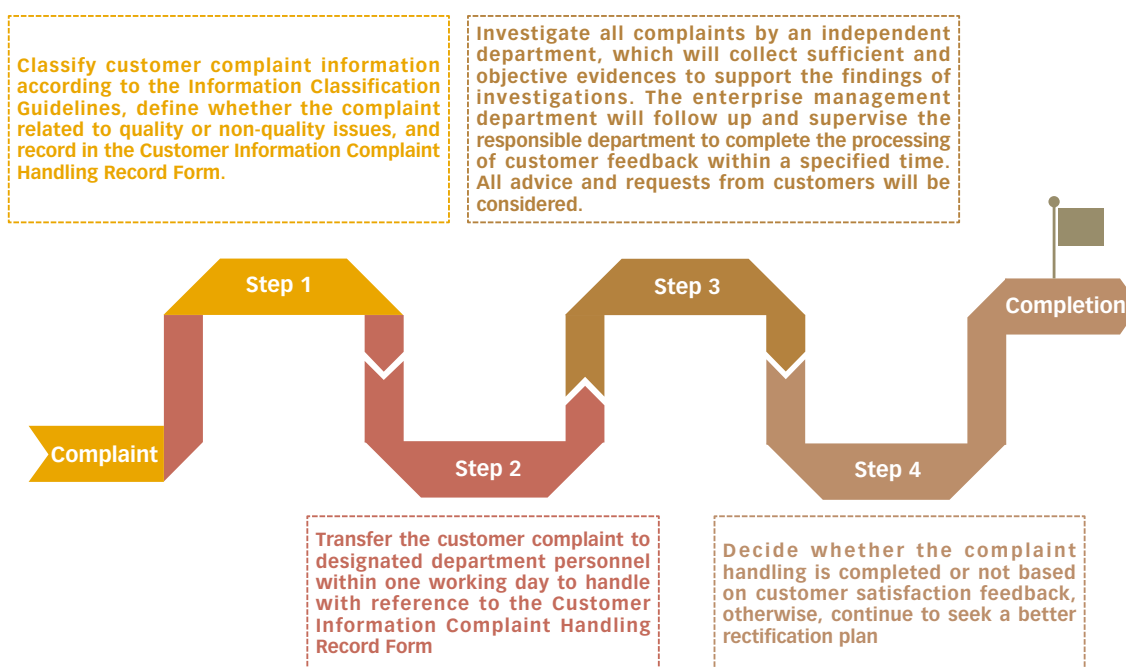 Classify customer complaint information
according to the Information Classification
Guidelines, define whether the complaint
related to quality or non-quality issues, and
record in the Customer Information Complaint
Handling Record Form.
Investigate all complaints by an independent
department, which will collect sufficient and
objective evidences to support the findings of
investigations. The enterprise management
department will follow up and supervise the
responsible department to complete the processing
of customer feedback within a specified time.
All advice and requests from customers will be
considered.
Step 1
Step 3
Completion
Complaint
Step 2
Step 4
Transfer the customer complaint to
designated department personnel
within one working day to handle
with reference to the Customer
Information Complaint Handling
Record Form
Decide whether the complaint
handling is completed or not based
on customer satisfaction feedback,
otherwise, continue to seek a better
rectification plan